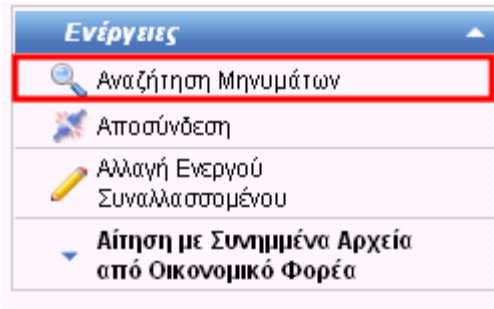 Ενέργειες
Αναζήτηση Μηνυμάτων
Αποσύνδεση
Αλλαγή Ενεργού
Συναλλασσομένου
Αίτηση με Συνημμένα Αρχεία
από Οικονομικό Φορέα